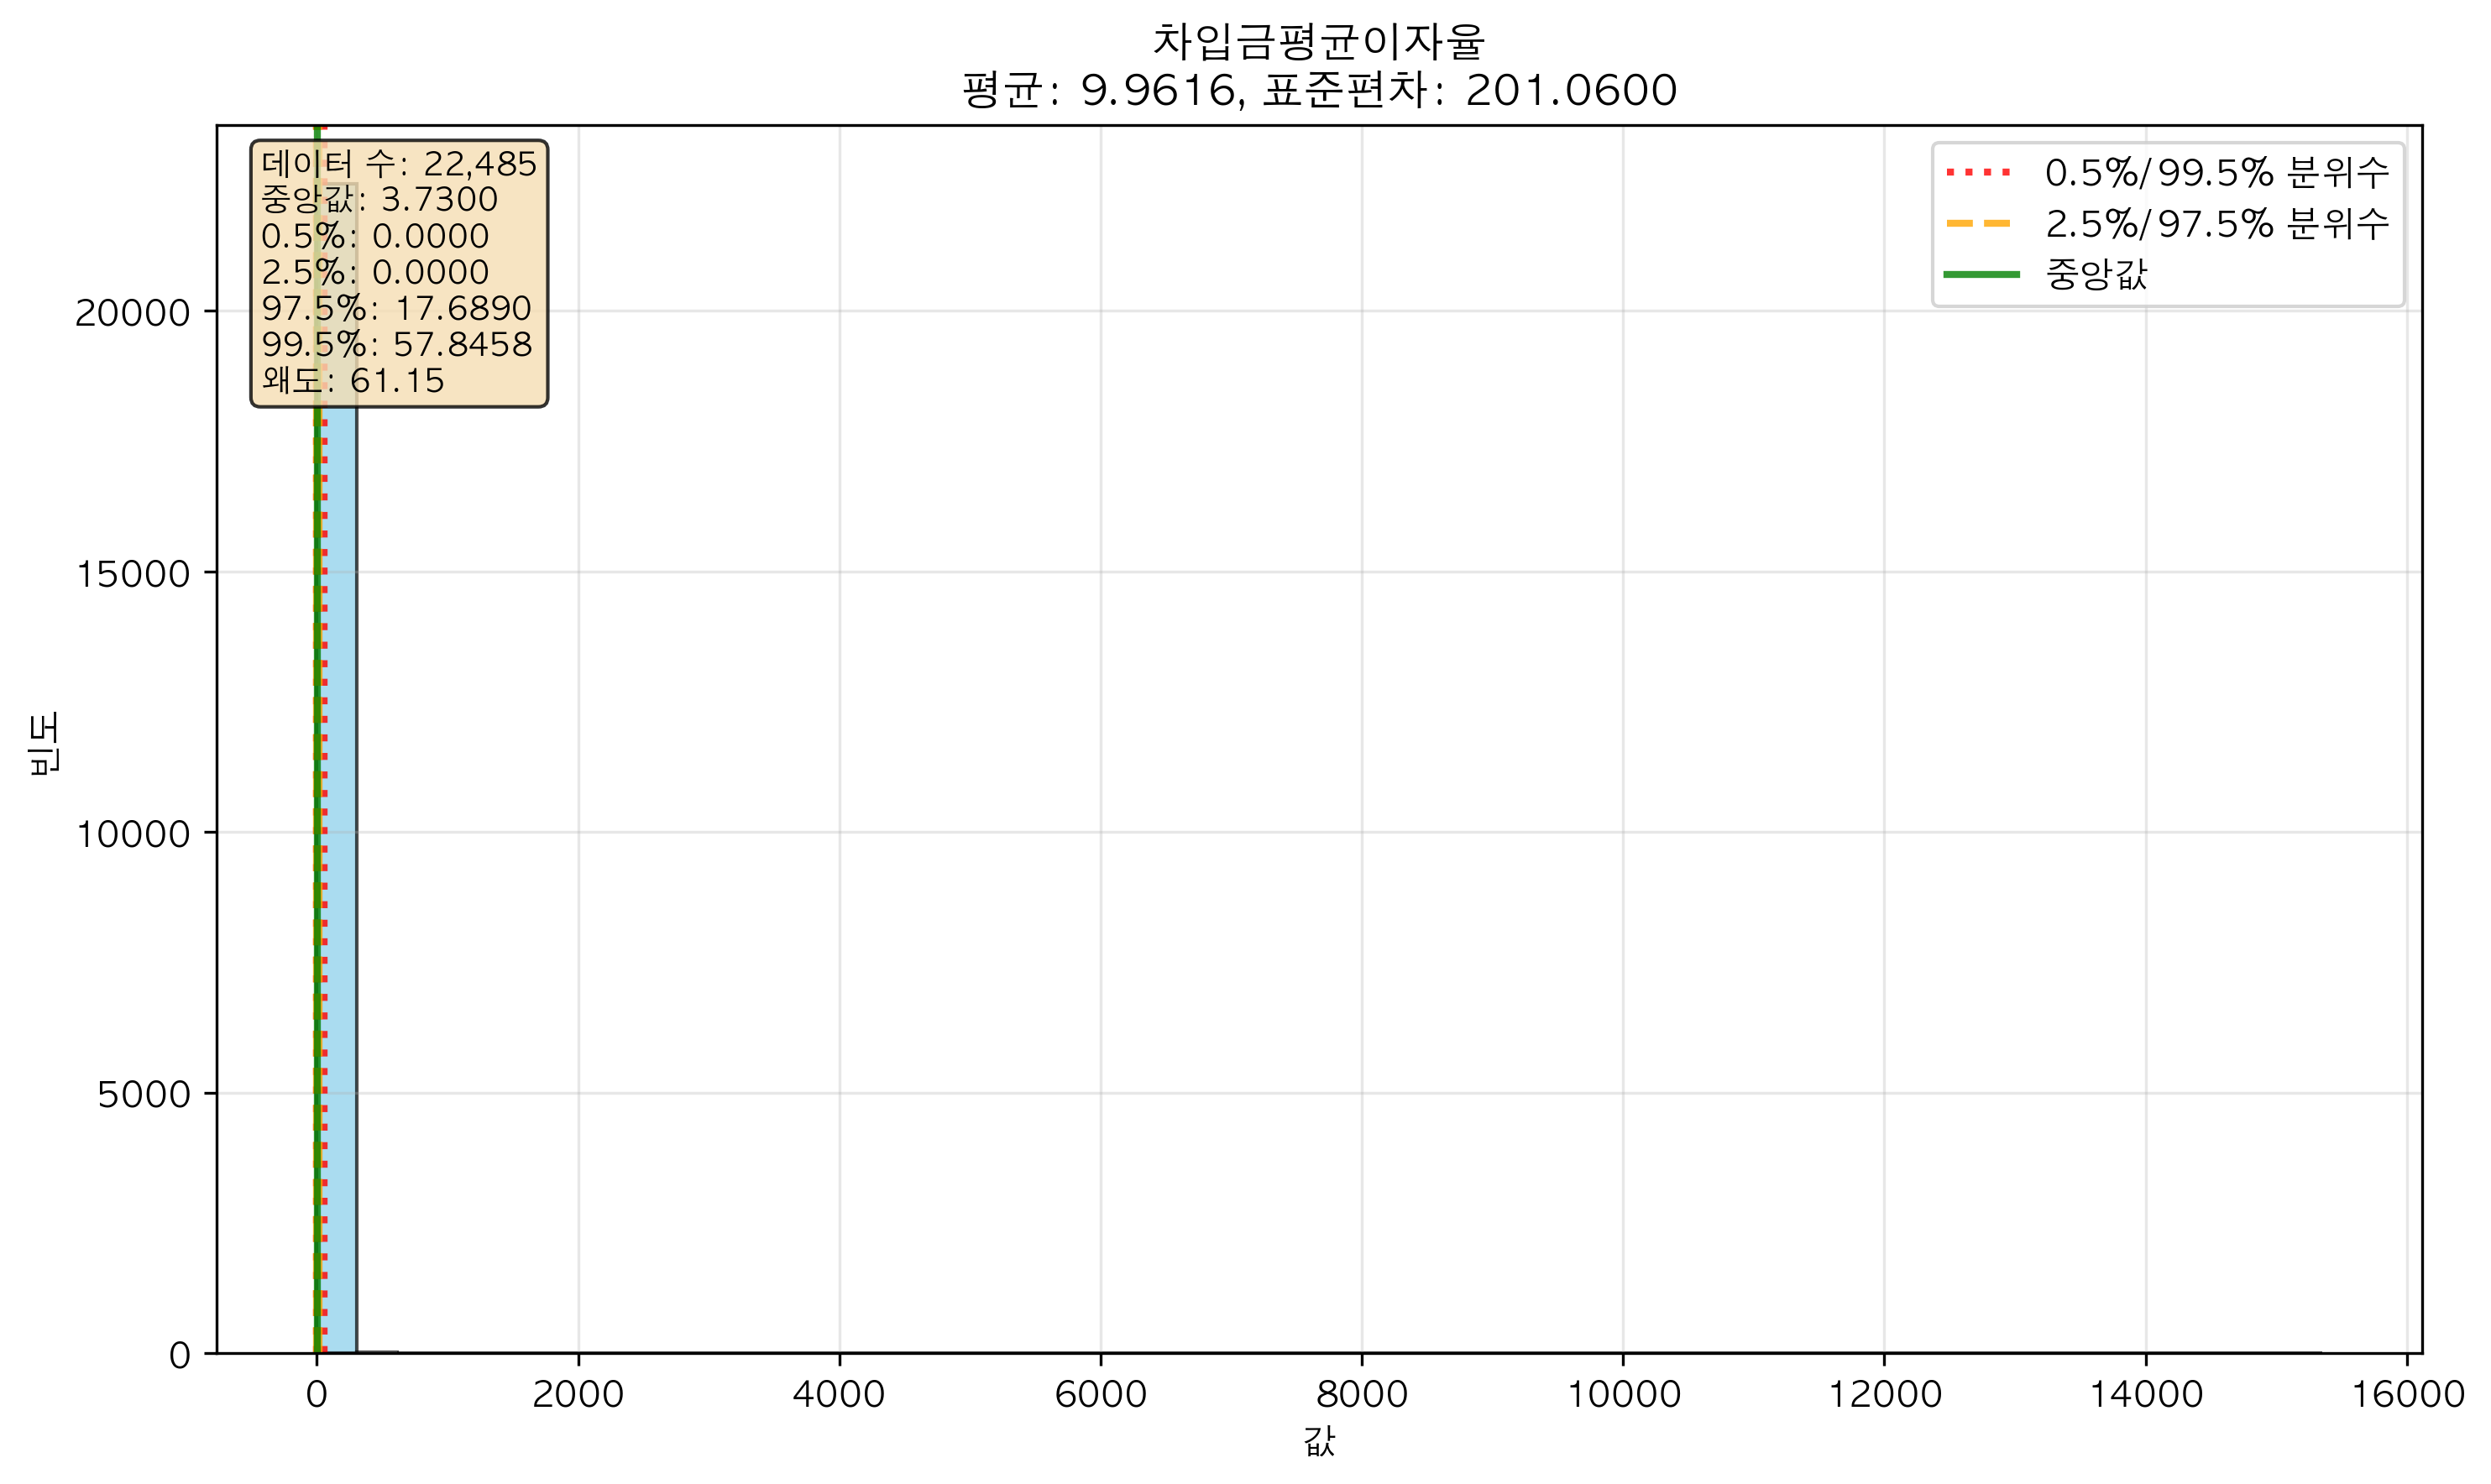 차입금평균이자율
평균: 9.9616, 표준편차: 201.0600
데이터 수: 22,485
중앙값: 3.7300
0.5%: 0.0000
2.5%: 0.0000
97.5%: 17.6890
99.5%: 57.8458
왜도: 61.15
0.5%/99.5% 분위수
2.5%/97.5% 분위수
중앙값
빈도
20000
15000
10000
5000
0
0 2000 4000 6000 8000 10000 12000 14000 16000
값